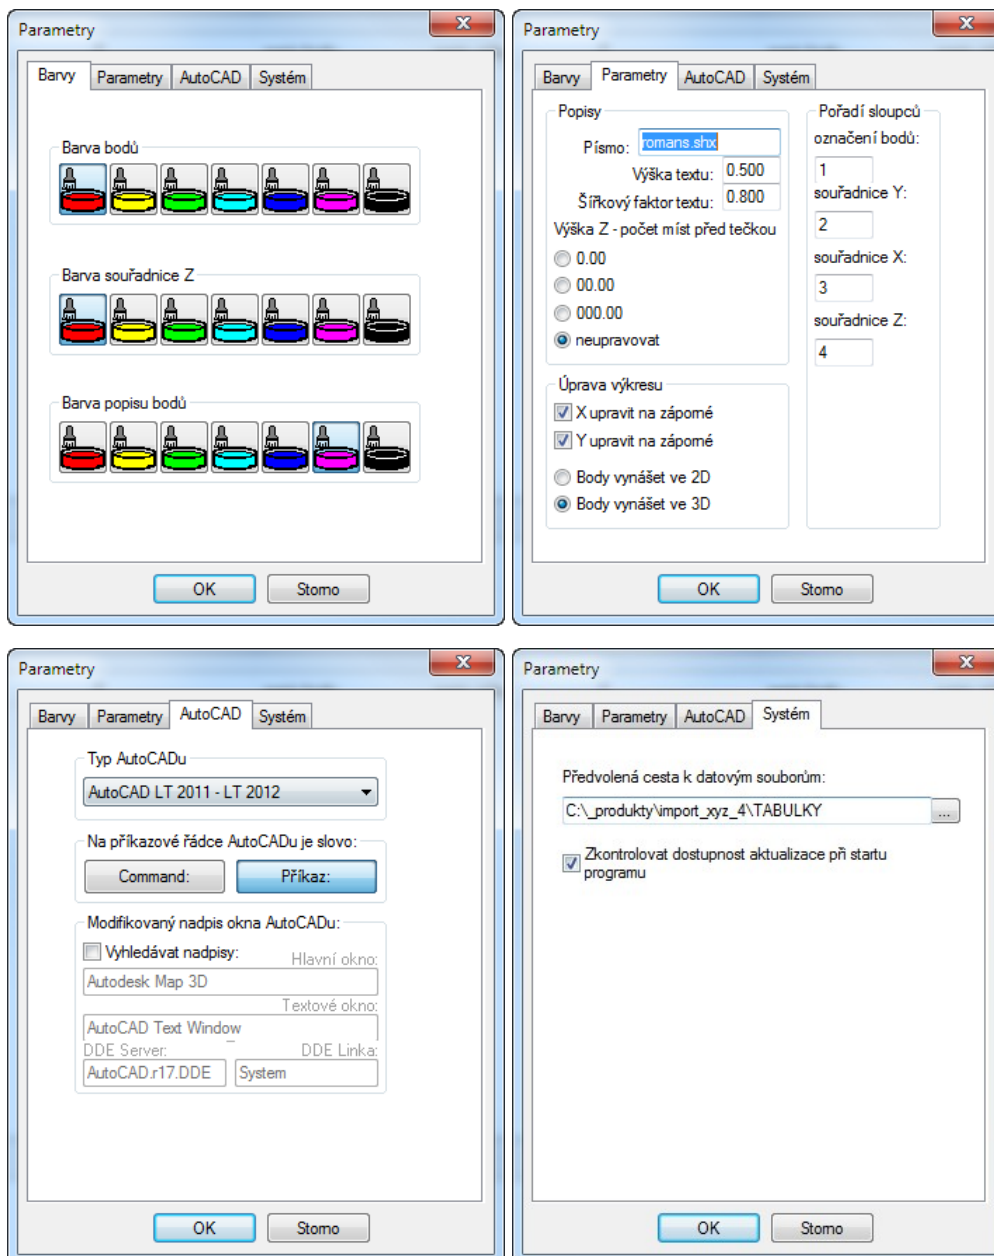 Parametry
Barvy Parametry AutoCAD Systém
Barva bodů
Barva souřadnice Z
Barva popisu bodů
OK Storno
Parametry
Barvy Parametry AutoCAD Systém
Popisy
Písmo: romans.shx
Výška textu: 0.500
Šířkový faktor textu: 0.800
Výška Z - počet míst před tečkou
0.00
00.00
000.00
neupravovat
Úprava výkresu
X upravit na záporné
Y upravit na záporné
Body vynášet ve 2D
Body vynášet ve 3D
Pořadí sloupců
označení bodů:
1
souřadnice Y:
2
souřadnice X:
3
souřadnice Z:
4
OK Storno
Parametry
Barvy Parametry AutoCAD Systém
Typ AutoCADu
AutoCAD LT 2011 - LT 2012
Na příkazové řádce AutoCADu je slovo:
Command: Příkaz:
Modifikovaný nadpis okna AutoCADu:
Vyhledávat nadpisy:
Hlavní okno:
Autodesk Map 3D
Textové okno:
AutoCAD Text Window
DDE Server: DDE Linka:
AutoCAD.r17.DDE System
OK Storno
Parametry
Barvy Parametry AutoCAD Systém
Předvolená cesta k datovým souborům:
C:\_produkty\import_xyz_4\TABULKY ...
Zkontrolovat dostupnost aktualizace při startu
programu
OK Storno